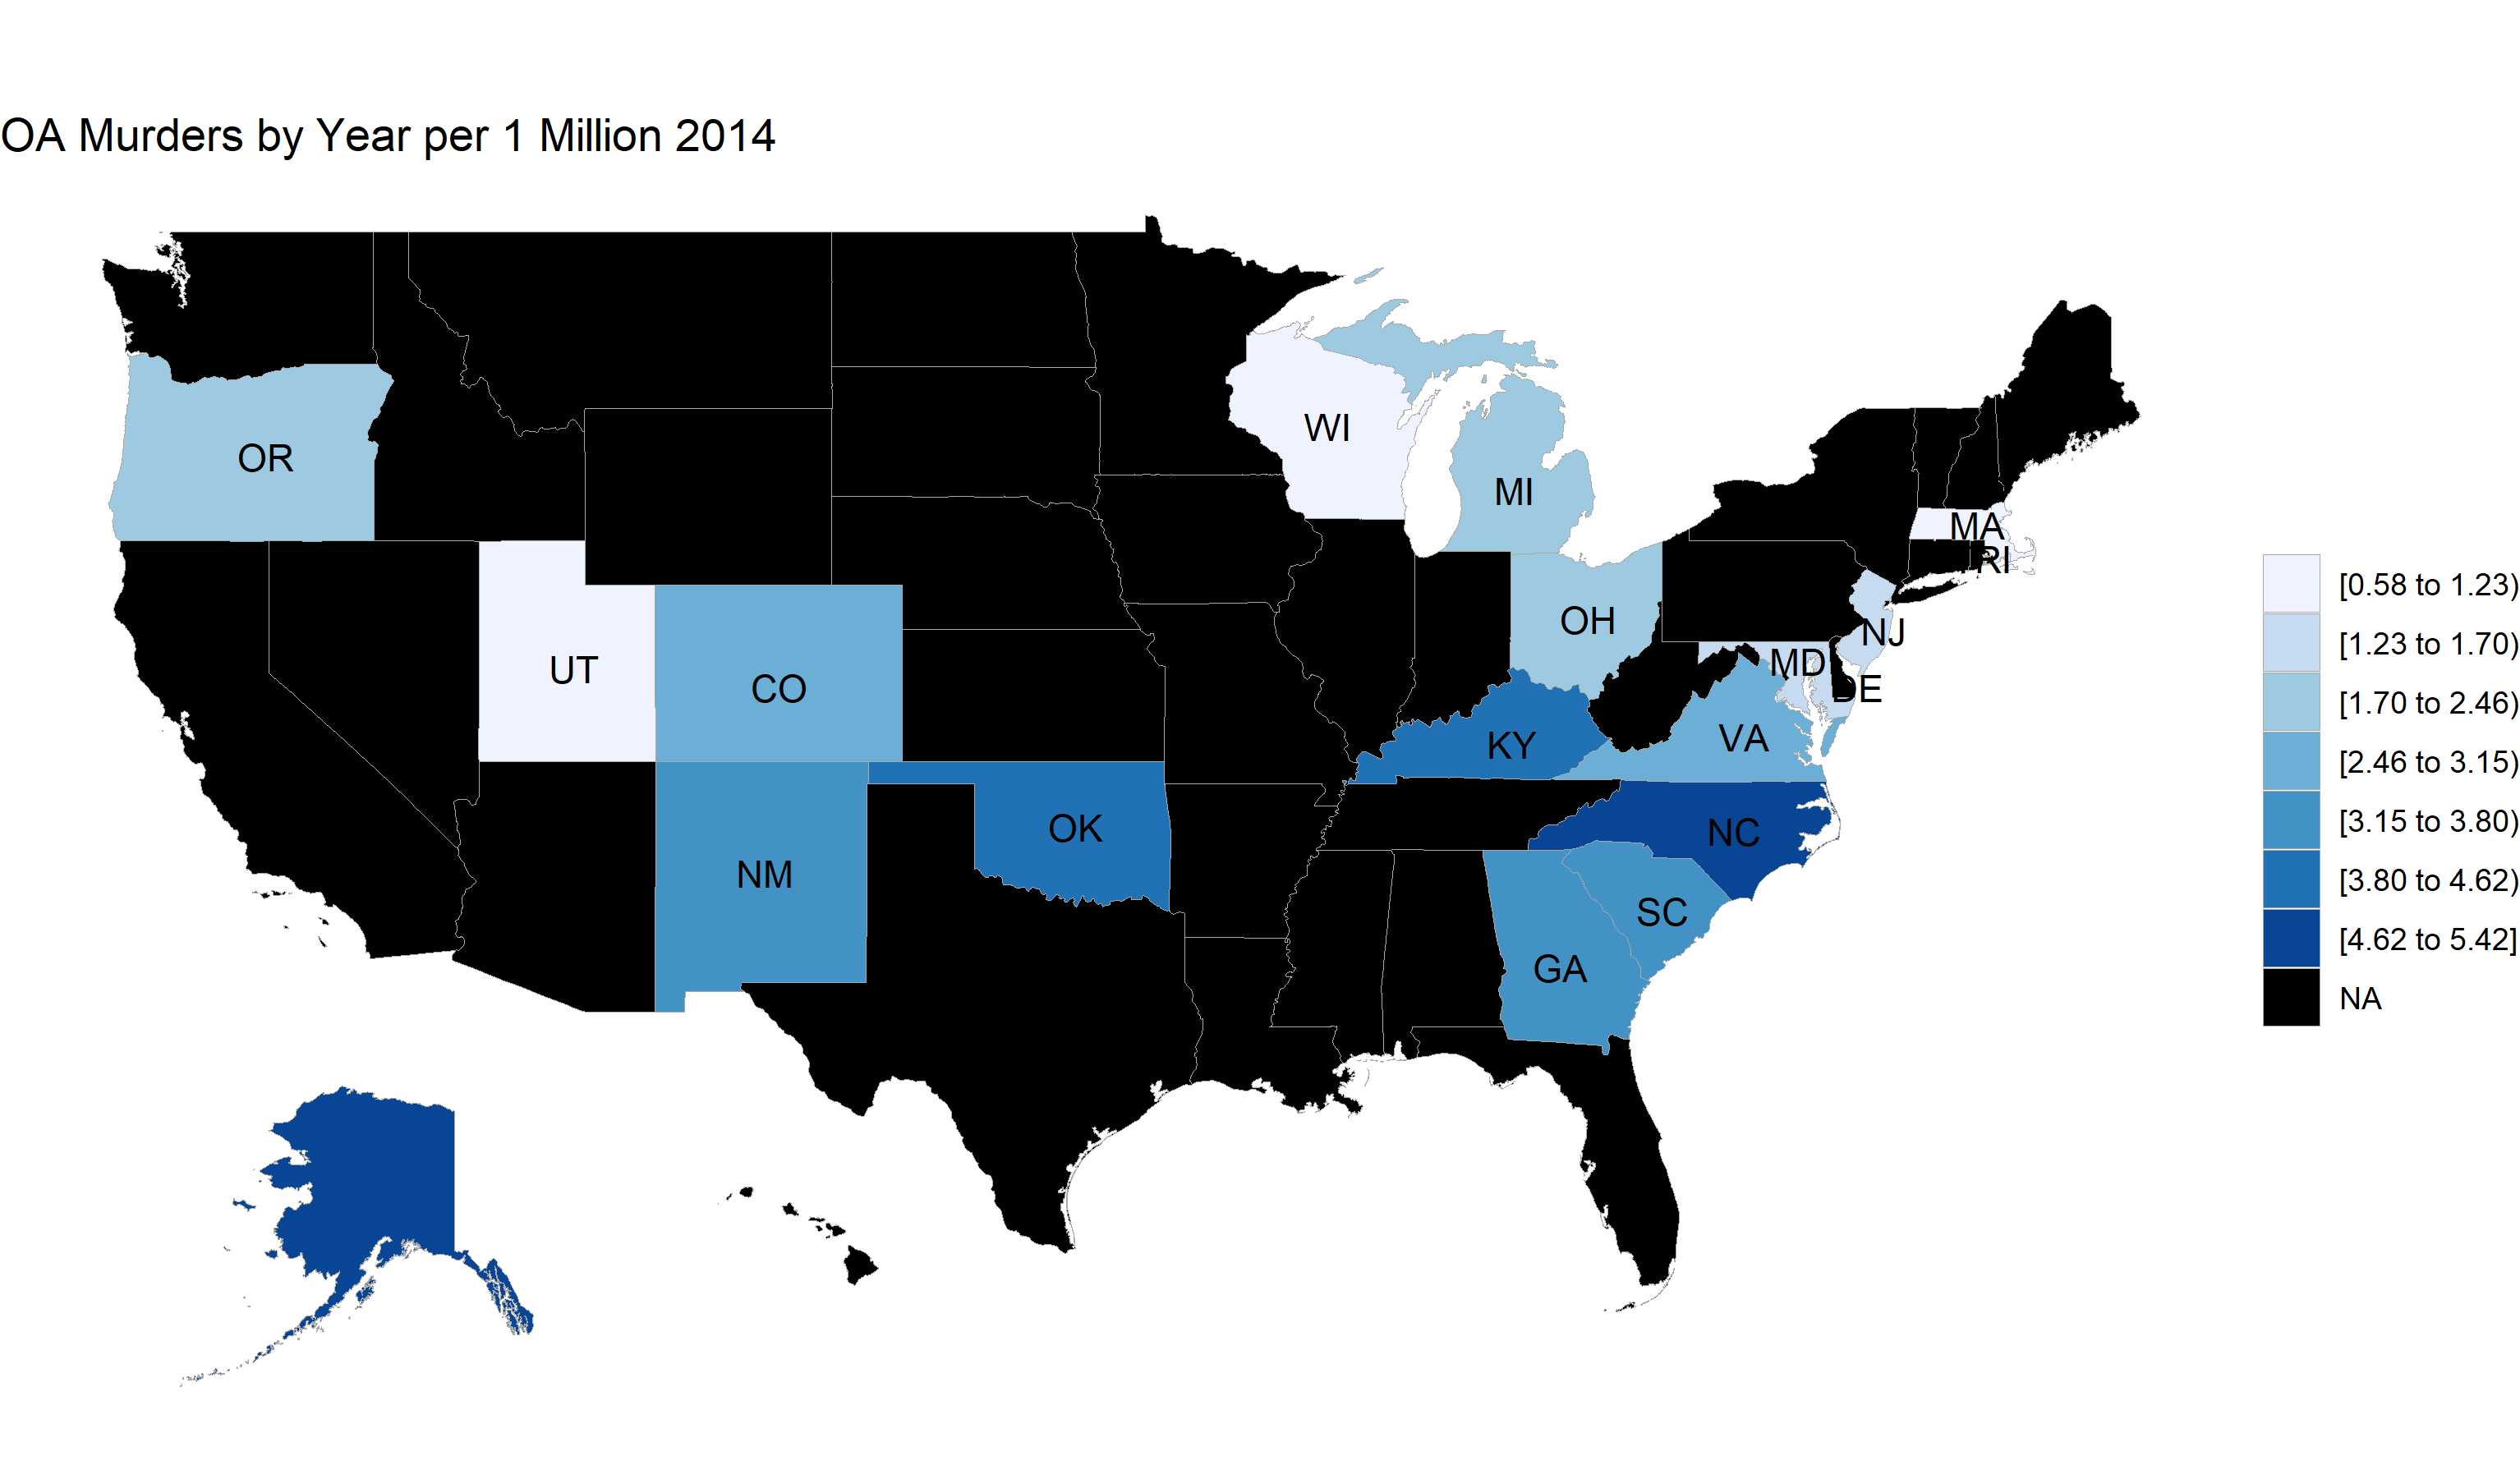 OA Murders by Year per 1 Million 2014
WI
OR
MI
MA
RI
OH
NJ
MD
UT
CO
DE
VA
KY
OK
NC
NM
SC
GA
[0.58 to 1.23)
[1.23 to 1.70)
[1.70 to 2.46)
[2.46 to 3.15)
[3.15 to 3.80)
[3.80 to 4.62)
[4.62 to 5.42]
NA